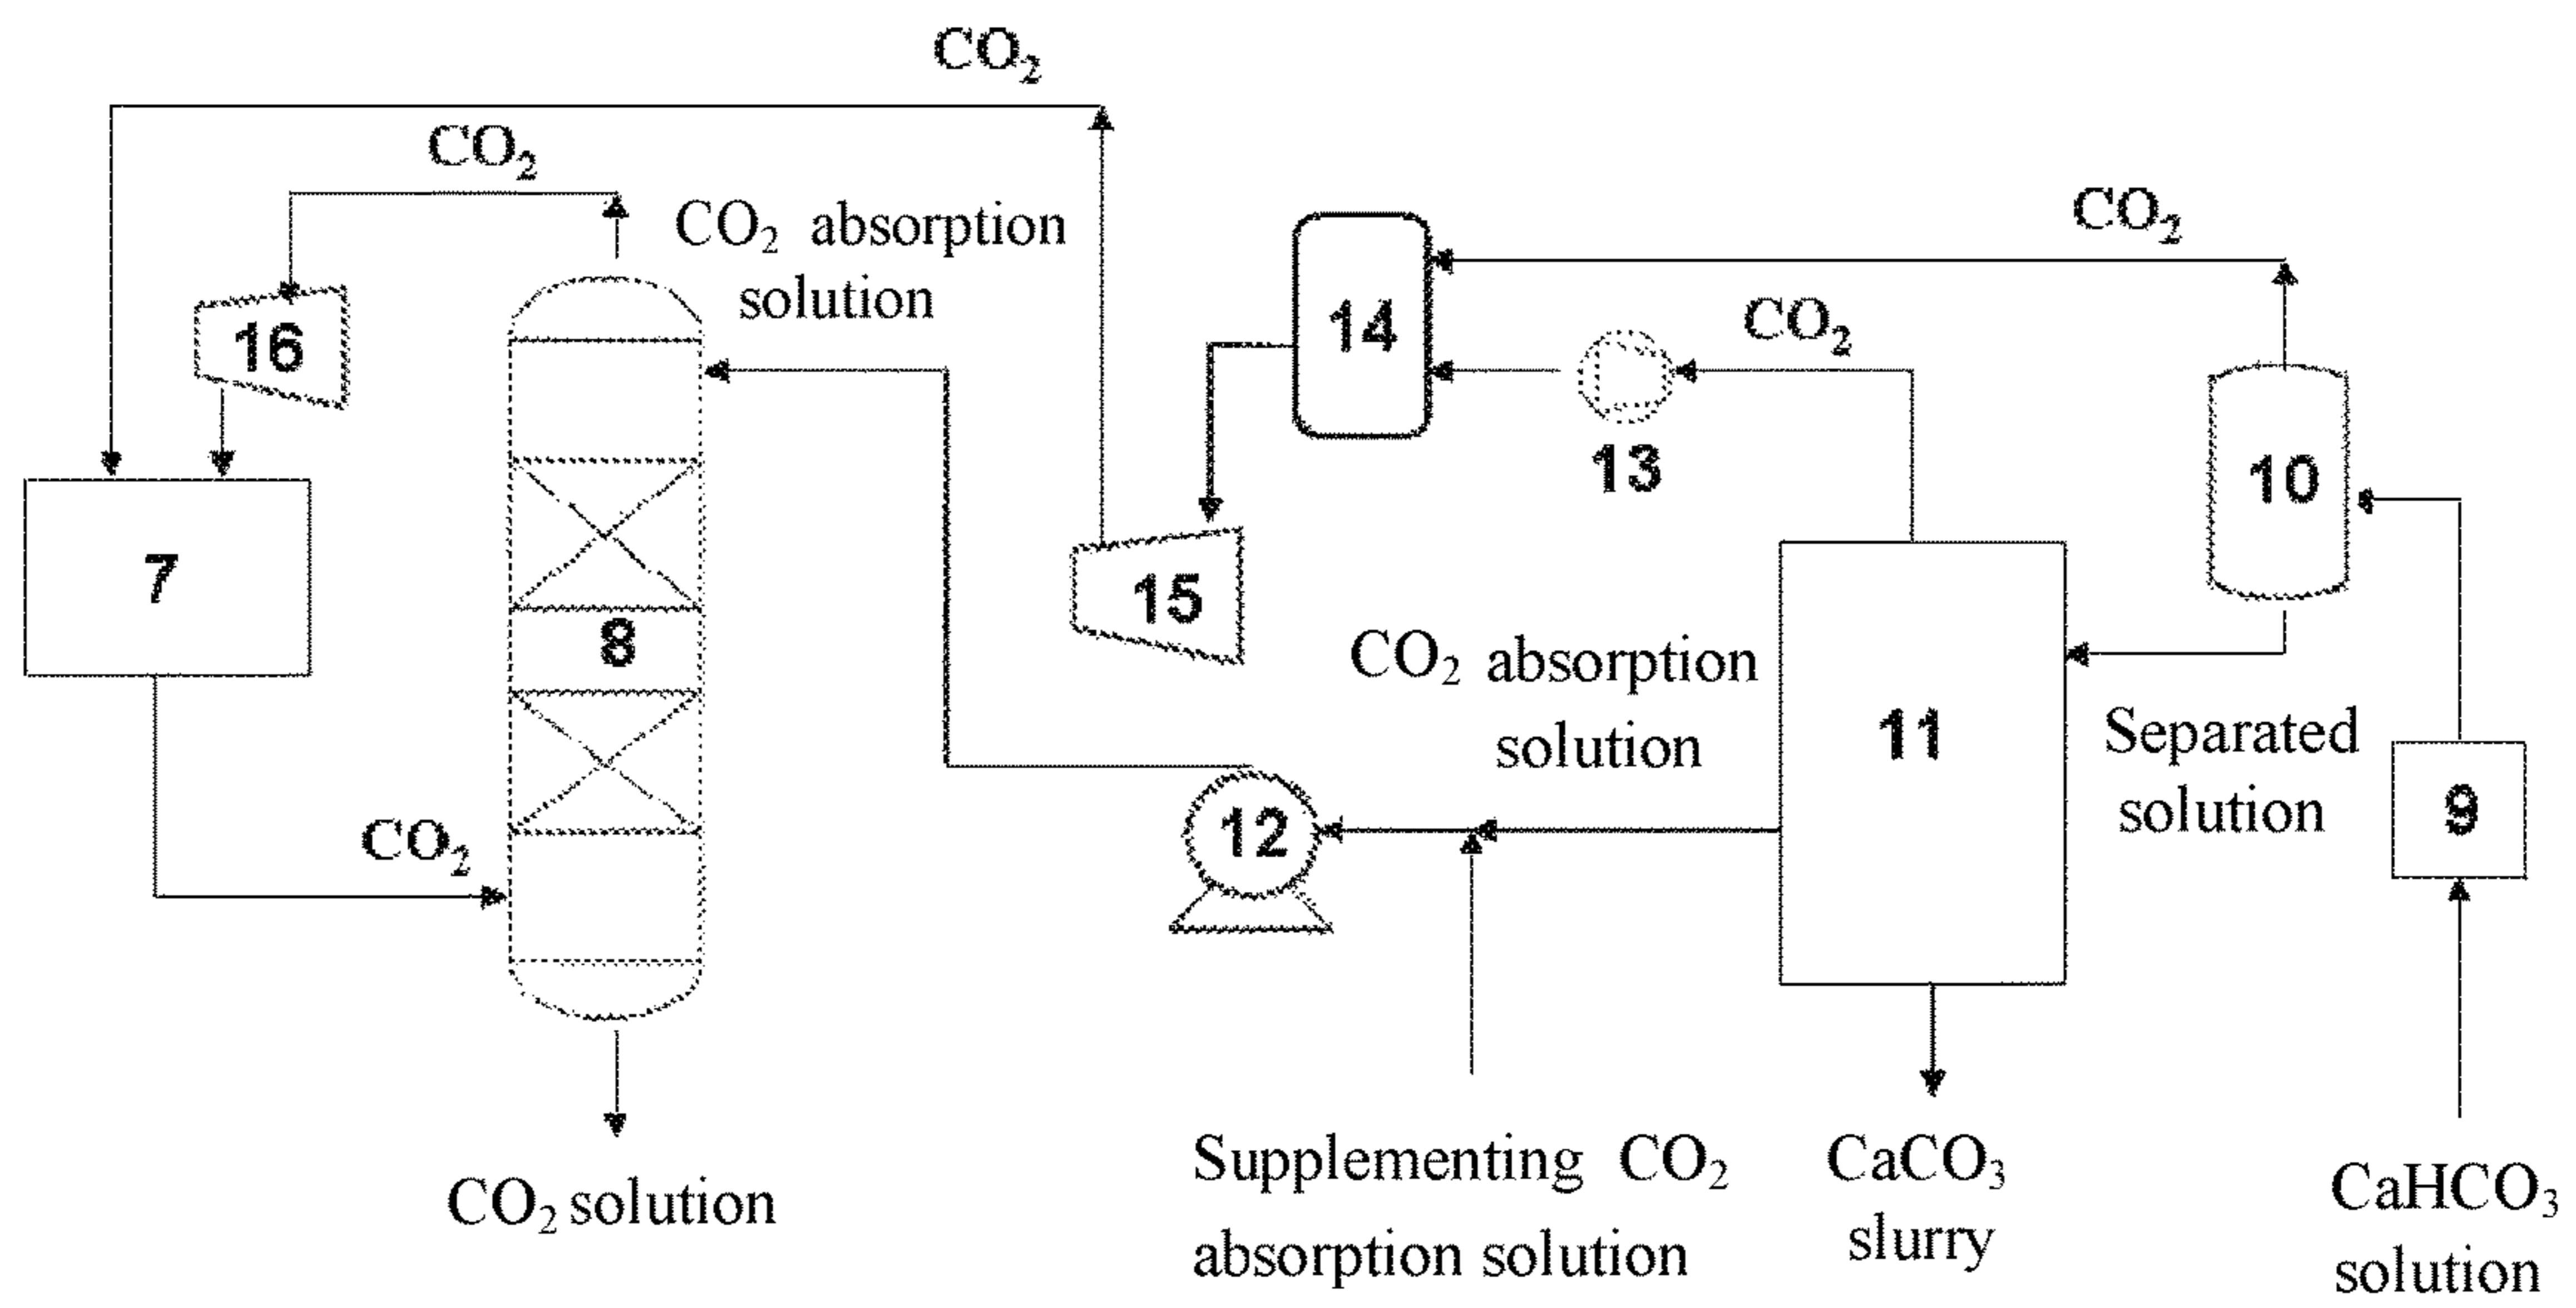 CO₂
CO₂
CO₂ absorption
solution
CO₂
14
CO₂
16
13
10
7
15
8
CO₂ absorption
solution
11
Separated
solution
12
9
CO₂
Supplementing CO₂
absorption solution
CaCO₃
slurry
CaHCO₃
solution
CO₂ solution